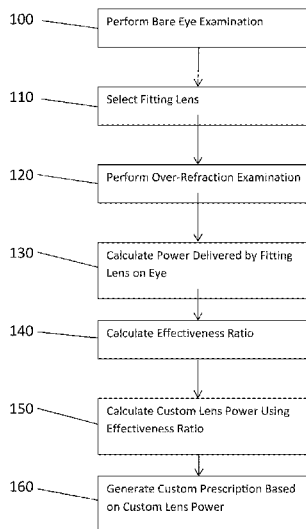 100
Perform Bare Eye Examination
110
Select Fitting Lens
120
Perform Over-Refraction Examination
130
Calculate Power Delivered by Fitting
Lens on Eye
140
Calculate Effectiveness Ratio
150
Calculate Custom Lens Power Using
Effectiveness Ratio
160
Generate Custom Prescription Based
on Custom Lens Power